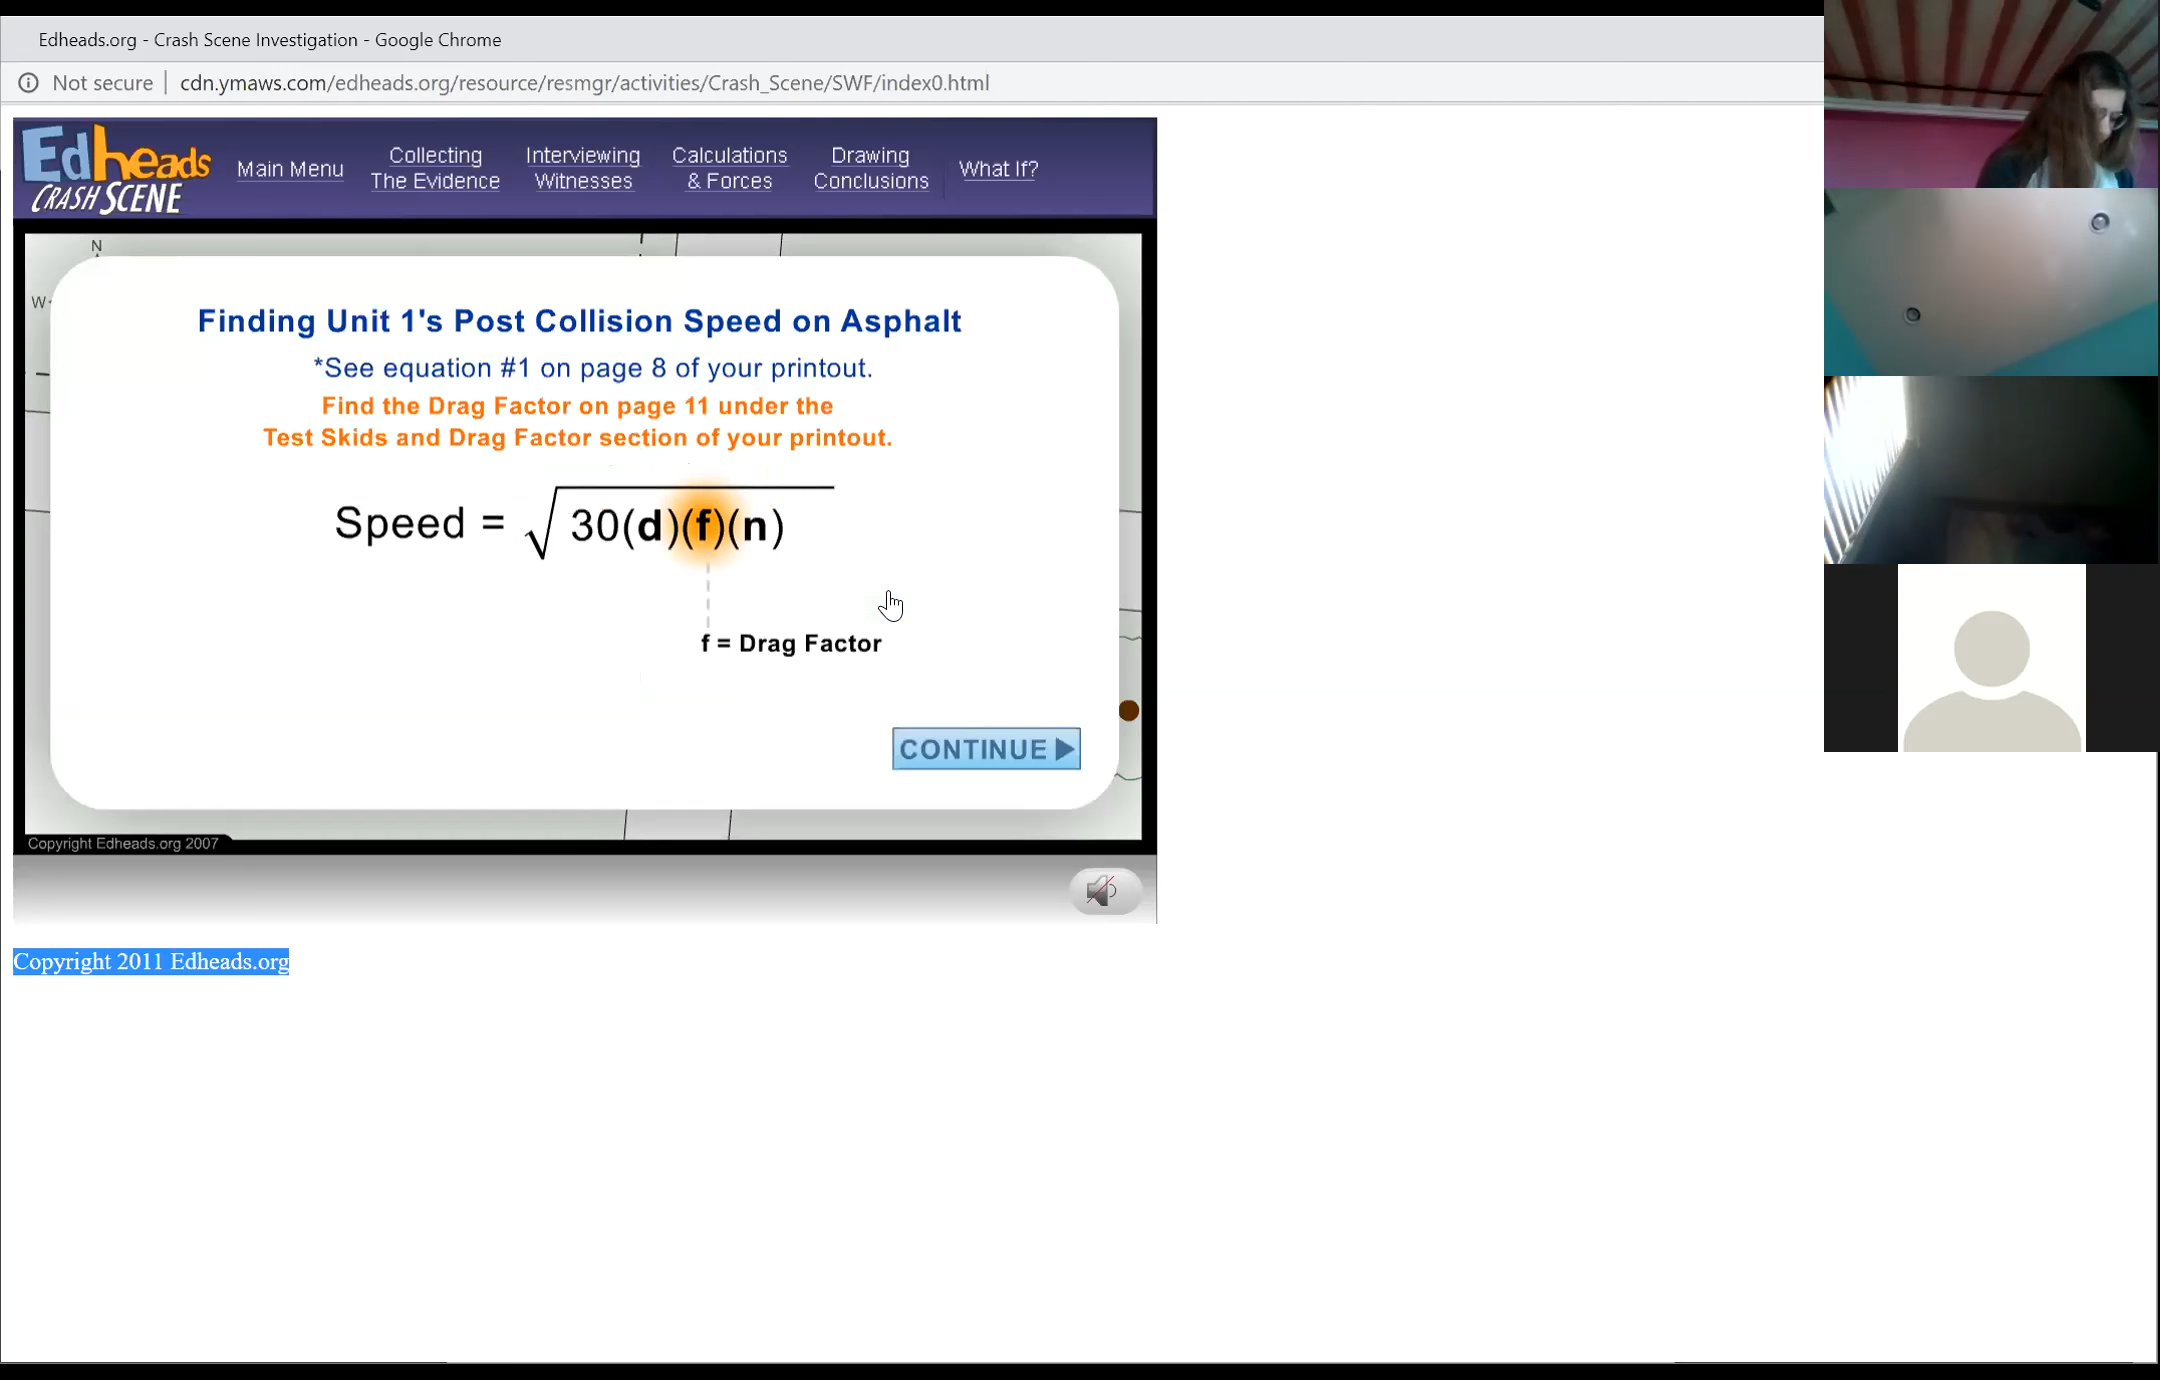 Edheads.org - Crash Scene Investigation - Google Chrome
Not secure | cdn.ymaws.com/edheads.org/resource/resmgr/activities/Crash_Scene/SWF/index0.html
Edheads
CRASH SCENE
Main Menu
Collecting
The Evidence
Interviewing
Witnesses
Calculations
& Forces
Drawing
Conclusions
What If?
N
W
Finding Unit 1's Post Collision Speed on Asphalt
*See equation #1 on page 8 of your printout.
Find the Drag Factor on page 11 under the
Test Skids and Drag Factor section of your printout.
Speed = √30(d)(f)(n)
f = Drag Factor
CONTINUE
Copyright Edheads.org 2007
Copyright 2011 Edheads.org